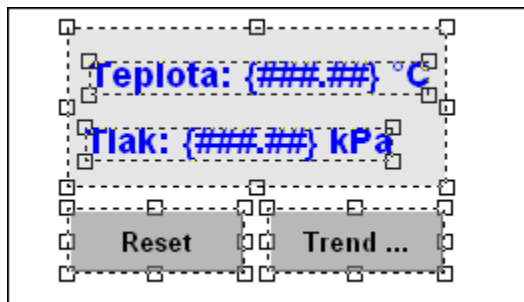 Teplota: {###.##} °C
Tlak: {###.##} kPa
Reset
Trend ...